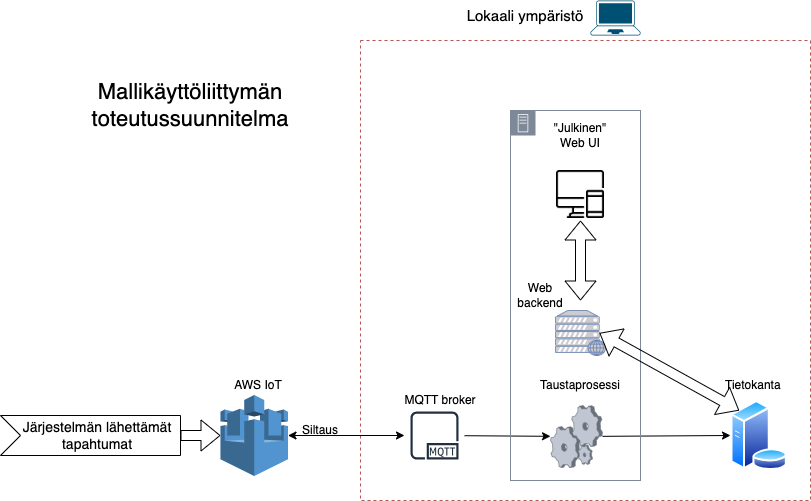 Lokaali ympäristö
Mallikäyttöliittymän
toteutussuunnitelma
"Julkinen"
Web UI
Web
backend
AWS IoT
MQTT broker
Taustaprosessi
Tietokanta
Järjestelmän lähettämät
tapahtumat
Siltaus
MQTT